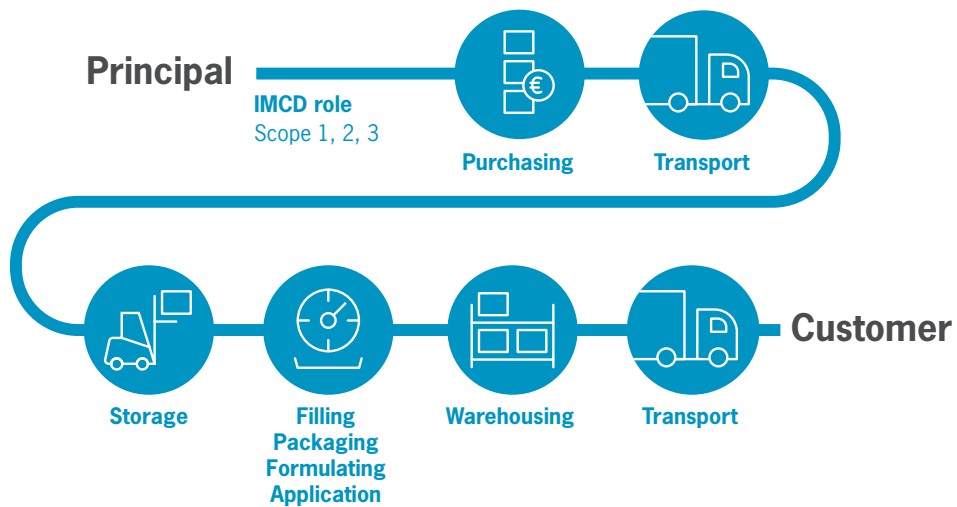 Principal
IMCD role
Scope 1, 2, 3
€
Purchasing
Transport
Storage
Filling
Packaging
Formulating
Application
Warehousing
Transport
Customer